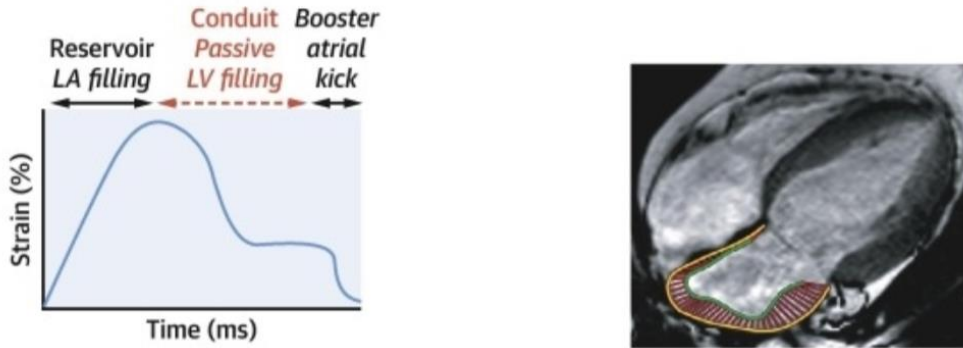 Reservoir
LA filling
Conduit
Passive
LV filling
Booster
atrial
kick
Strain (%)
Time (ms)